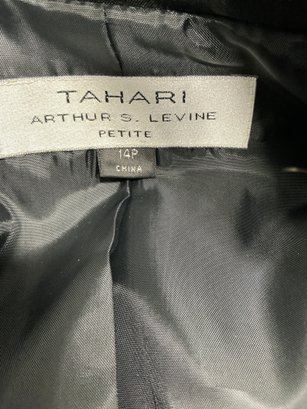 TAHARI
ARTHUR S. LEVINE
PETITE
14P
CHINA